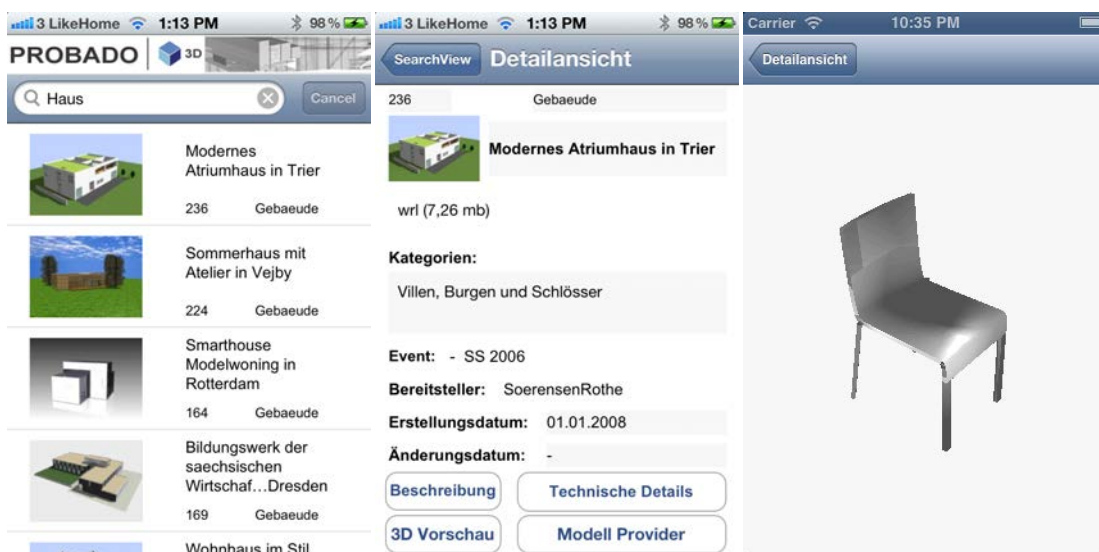 3 LikeHome 1:13 PM 98 %
PROBADO 3D
Haus Cancel
Modernes
Atriumhaus in Trier
236 Gebaeude
Sommerhaus mit
Atelier in Vejby
224 Gebaeude
Smarthouse
Modelwoning in
Rotterdam
164 Gebaeude
Bildungswerk der
saechsischen
Wirtschaf…Dresden
169 Gebaeude
Wohnhaus im Stil
3 LikeHome 1:13 PM 98 %
SearchView Detailansicht
236 Gebaeude
Modernes Atriumhaus in Trier
wrl (7,26 mb)
Kategorien:
Villen, Burgen und Schlösser
Event: - SS 2006
Bereitsteller: SoerensenRothe
Erstellungsdatum: 01.01.2008
Änderungsdatum: -
Beschreibung Technische Details
3D Vorschau Modell Provider
Carrier 10:35 PM
Detailansicht